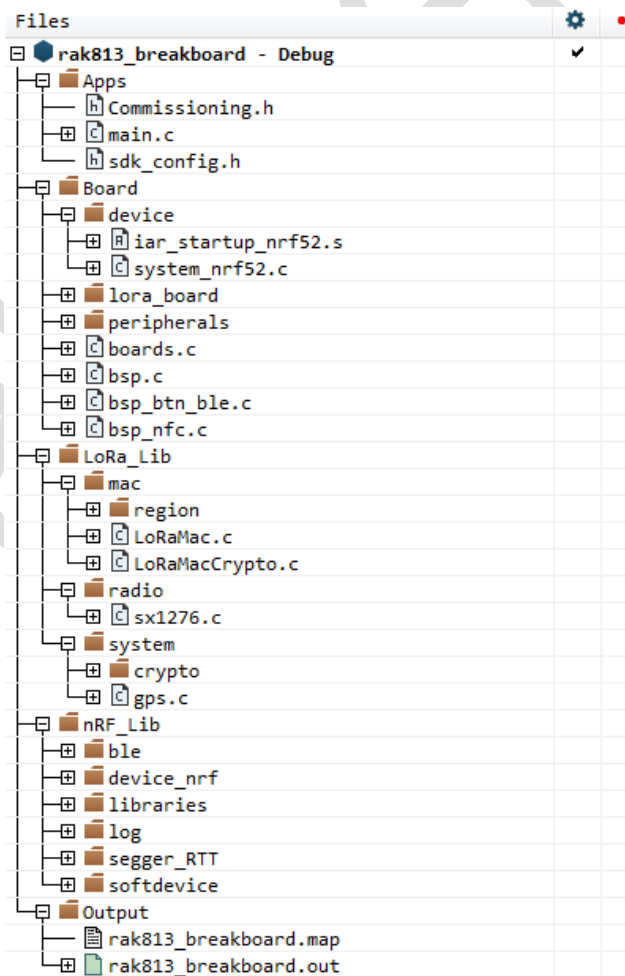 Files
rak813_breakboard - Debug
Apps
Commissioning.h
main.c
sdk_config.h
Board
device
iar_startup_nrf52.s
system_nrf52.c
lora_board
peripherals
boards.c
bsp.c
bsp_btn_ble.c
bsp_nfc.c
LoRa_Lib
mac
region
LoRaMac.c
LoRaMacCrypto.c
radio
sx1276.c
system
crypto
gps.c
nRF_Lib
ble
device_nrf
libraries
log
segger_RTT
softdevice
Output
rak813_breakboard.map
rak813_breakboard.out